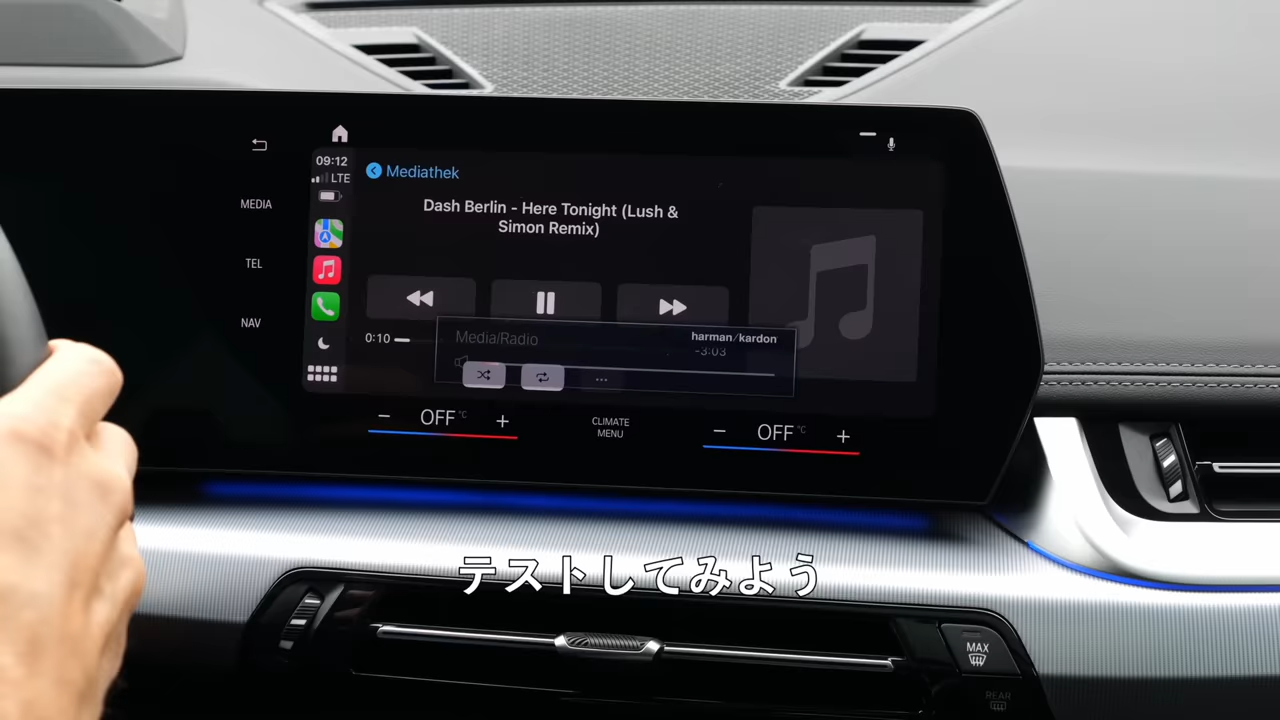 09:12
LTE
Mediathek
MEDIA
Dash Berlin - Here Tonight (Lush &
Simon Remix)
TEL
NAV
0:10
Media/Radio
harman/kardon
-3:03
OFF °C
CLIMATE
MENU
OFF °C
テストしてみよう
MAX
REAR